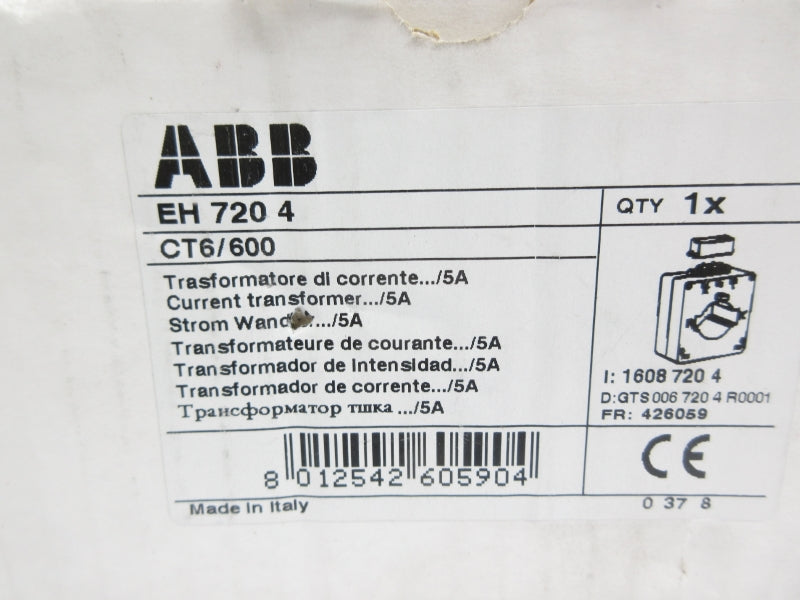 ABB
EH 720 4
QTY 1x
CT6/600
Trasformatore di corrente.../5A
Current transformer.../5A
Strom .../5A
Transformateure de courante.../5A
Transformador de intensidad.../5A
Transformador de corrente.../5A
Трансформатор тшка .../5A
I: 1608 720 4
D:GTS 006 720 4 R0001
FR: 426059
8 012542 605904
CE
Made in Italy
0 37 8